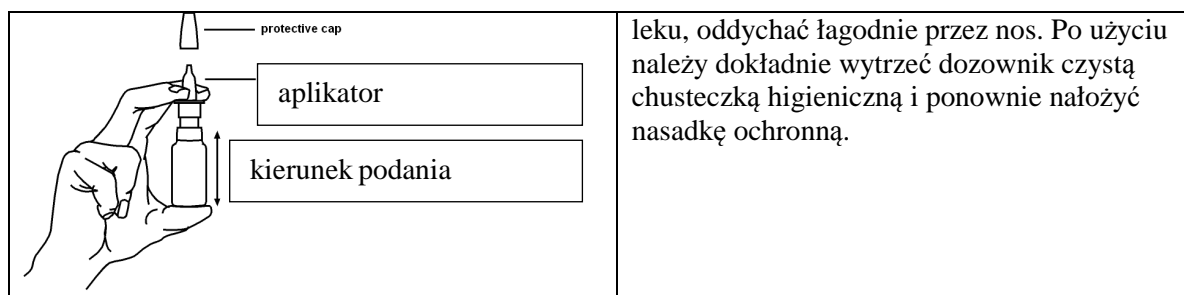 protective cap
aplikator
kierunek podania
leku, oddychać łagodnie przez nos. Po użyciu
należy dokładnie wytrzeć dozownik czystą
chusteczką higieniczną i ponownie nałożyć
nasadkę ochronną.